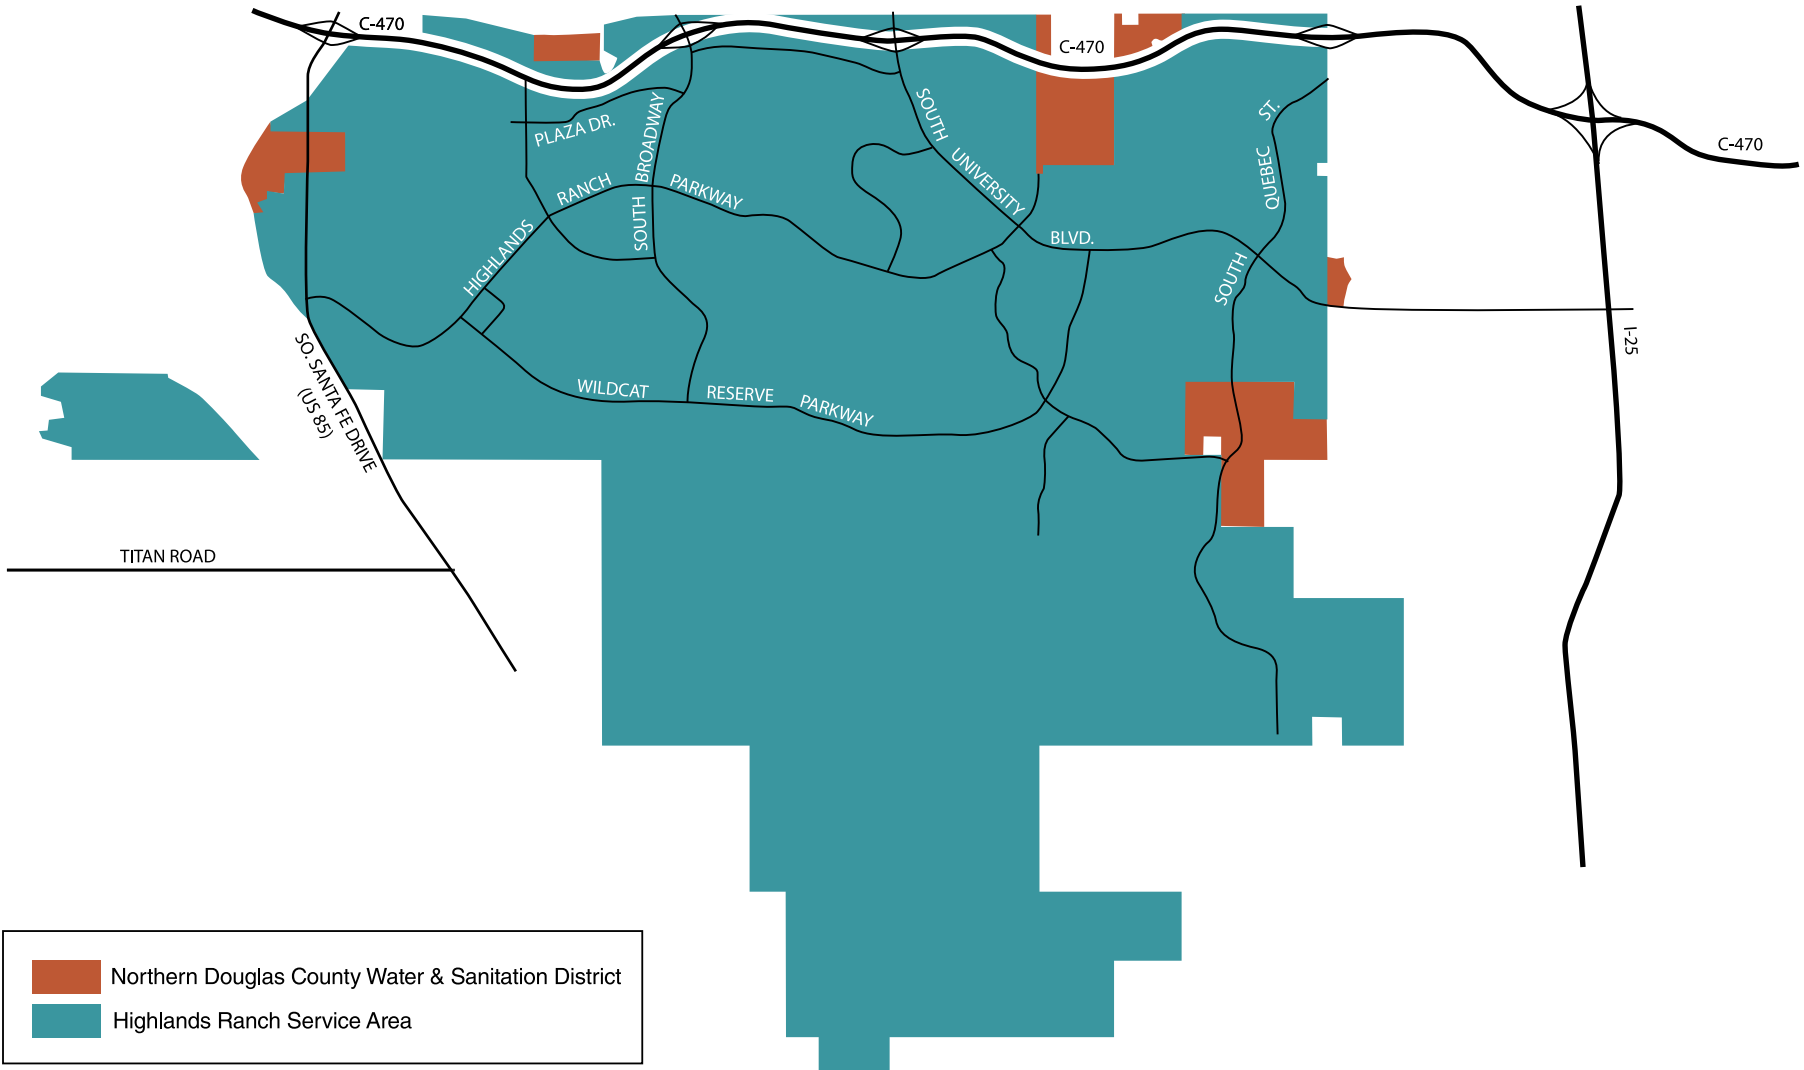 C-470
C-470
C-470
PLAZA DR.
SOUTH BROADWAY
SOUTH UNIVERSITY BLVD.
SOUTH QUEBEC ST.
HIGHLANDS RANCH PARKWAY
I-25
SO. SANTA FE DRIVE
(US 85)
WILDCAT RESERVE PARKWAY
TITAN ROAD
Northern Douglas County Water & Sanitation District
Highlands Ranch Service Area